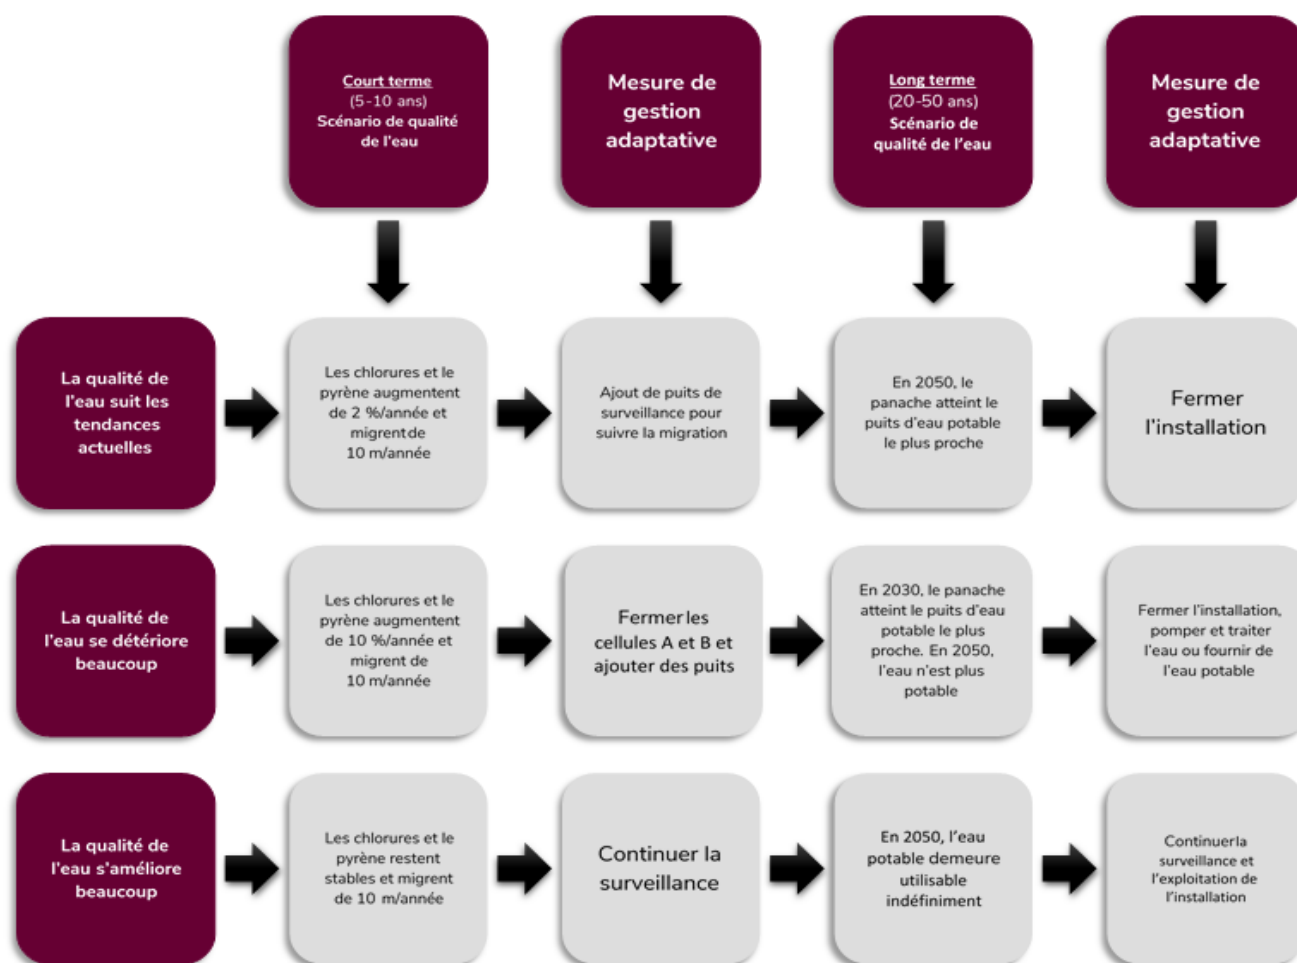 Court terme
(5-10 ans)
Scénario de qualité
de l'eau
Mesure de
gestion
adaptative
Long terme
(20-50 ans)
Scénario de
qualité de l'eau
Mesure de
gestion
adaptative
La qualité de
l'eau suit les
tendances
actuelles
Les chlorures et le
pyrène augmentent
de 2 %/année et
migrent de
10 m/année
Ajout de puits de
surveillance pour
suivre la migration
En 2050, le
panache atteint le
puits d'eau potable
le plus proche
Fermer
l'installation
La qualité de
l'eau se détériore
beaucoup
Les chlorures et le
pyrène augmentent
de 10 %/année et
migrent de
10 m/année
Fermer les
cellules A et B et
ajouter des puits
En 2030, le panache
atteint le puits d'eau
potable le plus
proche. En 2050,
l'eau n'est plus
potable
Fermer l'installation,
pomper et traiter
l'eau ou fournir de
l'eau potable
La qualité de
l'eau s'améliore
beaucoup
Les chlorures et le
pyrène restent
stables et migrent
de 10 m/année
Continuer la
surveillance
En 2050, l'eau
potable demeure
utilisable
indéfiniment
Continuer la
surveillance et
l'exploitation de
l'installation